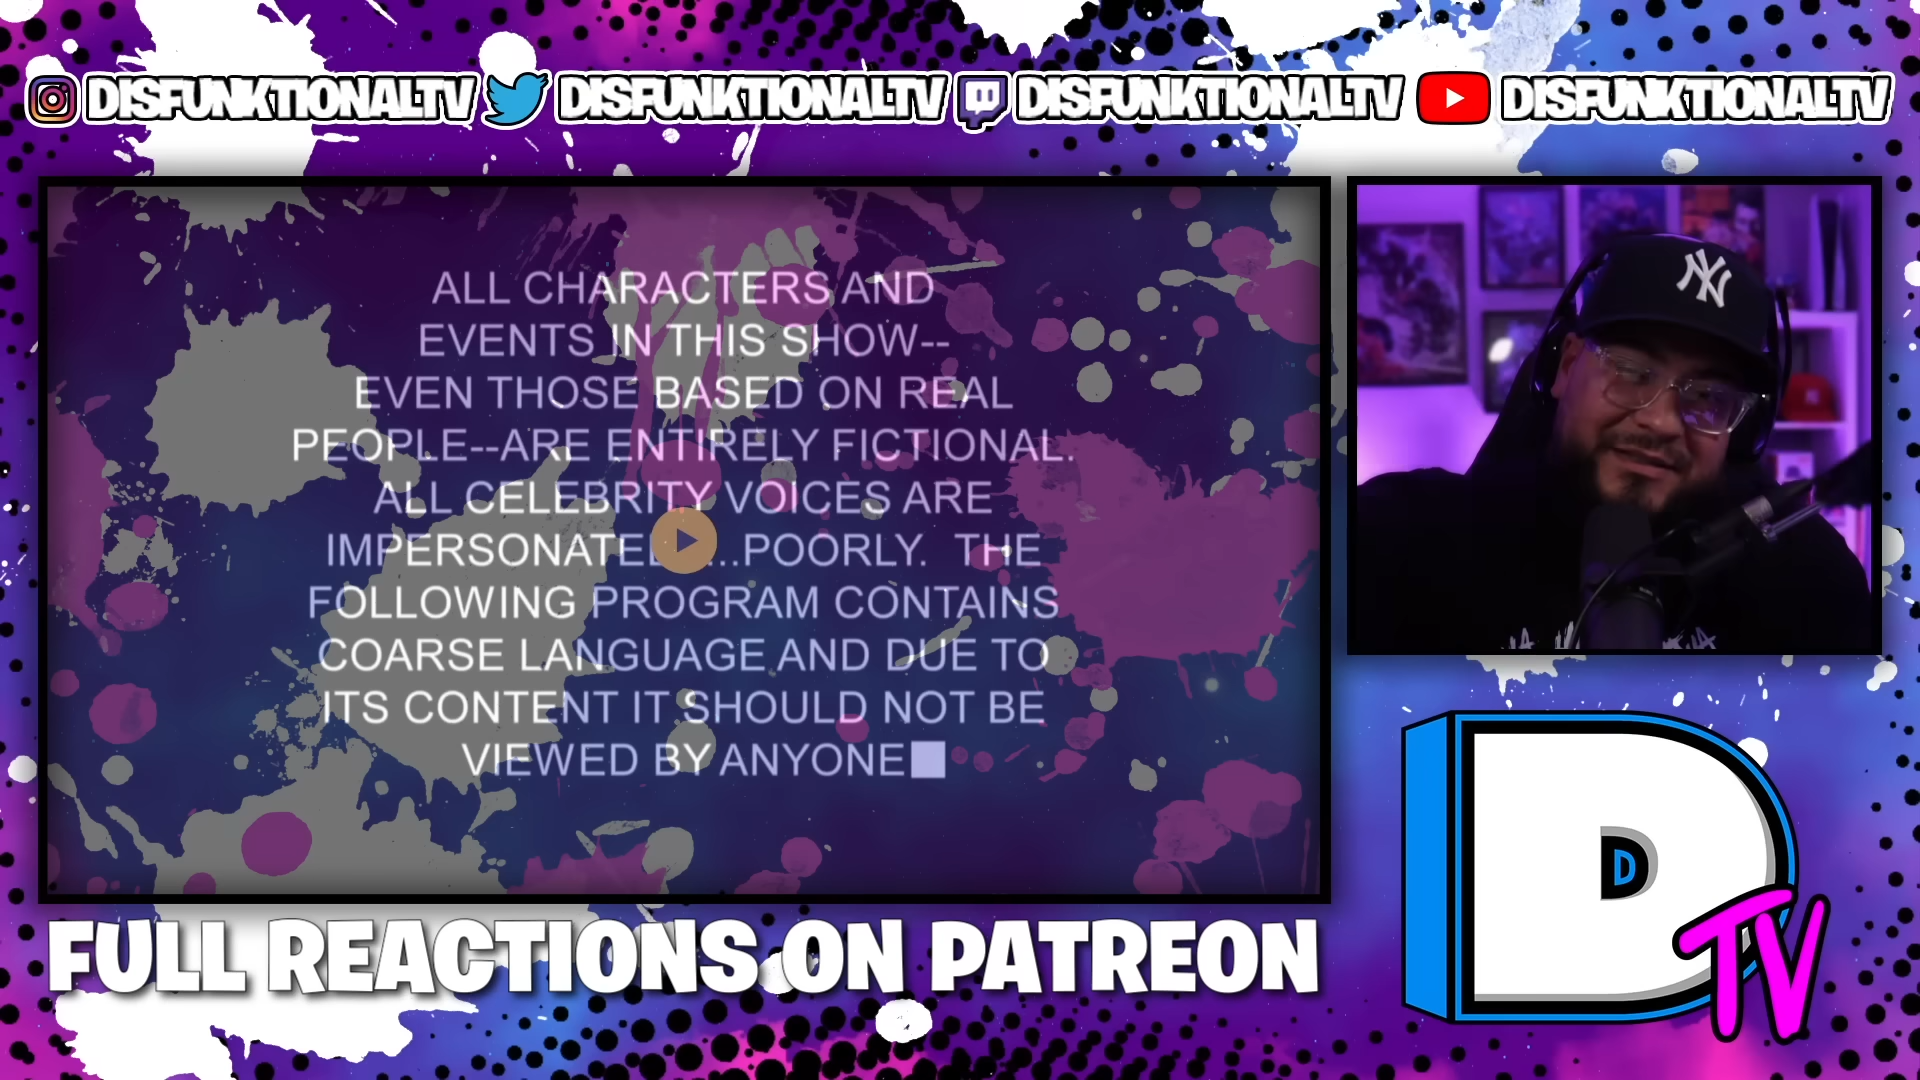 DISFUNKTIONALTV DISFUNKTIONALTV DISFUNKTIONALTV DISFUNKTIONALTV
ALL CHARACTERS AND
EVENTS IN THIS SHOW--
EVEN THOSE BASED ON REAL
PEOPLE--ARE ENTIRELY FICTIONAL.
ALL CELEBRITY VOICES ARE
IMPERSONATED.....POORLY. THE
FOLLOWING PROGRAM CONTAINS
COARSE LANGUAGE AND DUE TO
ITS CONTENT IT SHOULD NOT BE
VIEWED BY ANYONE
NY
FULL REACTIONS ON PATREON
D
D
TV